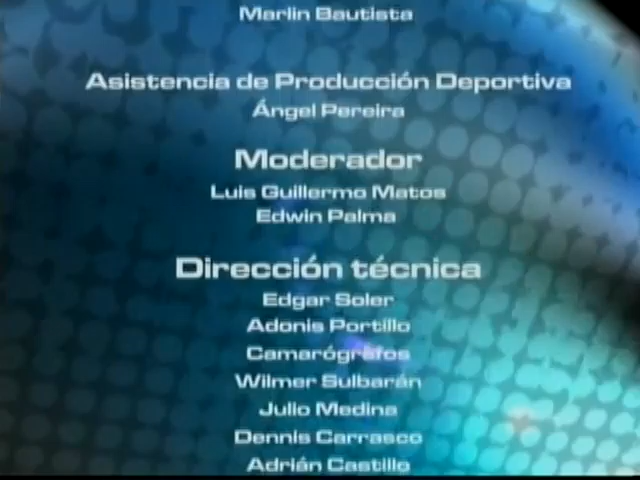 Marlin Bautista
Asistencia de Producción Deportiva
Ángel Pereira
Moderador
Luis Guillermo Matos
Edwin Palma
Dirección técnica
Edgar Soler
Adonis Portillo
Camarógrafos
Wilmer Sulbarán
Julio Medina
Dennis Carrasco
Adrián Castillo